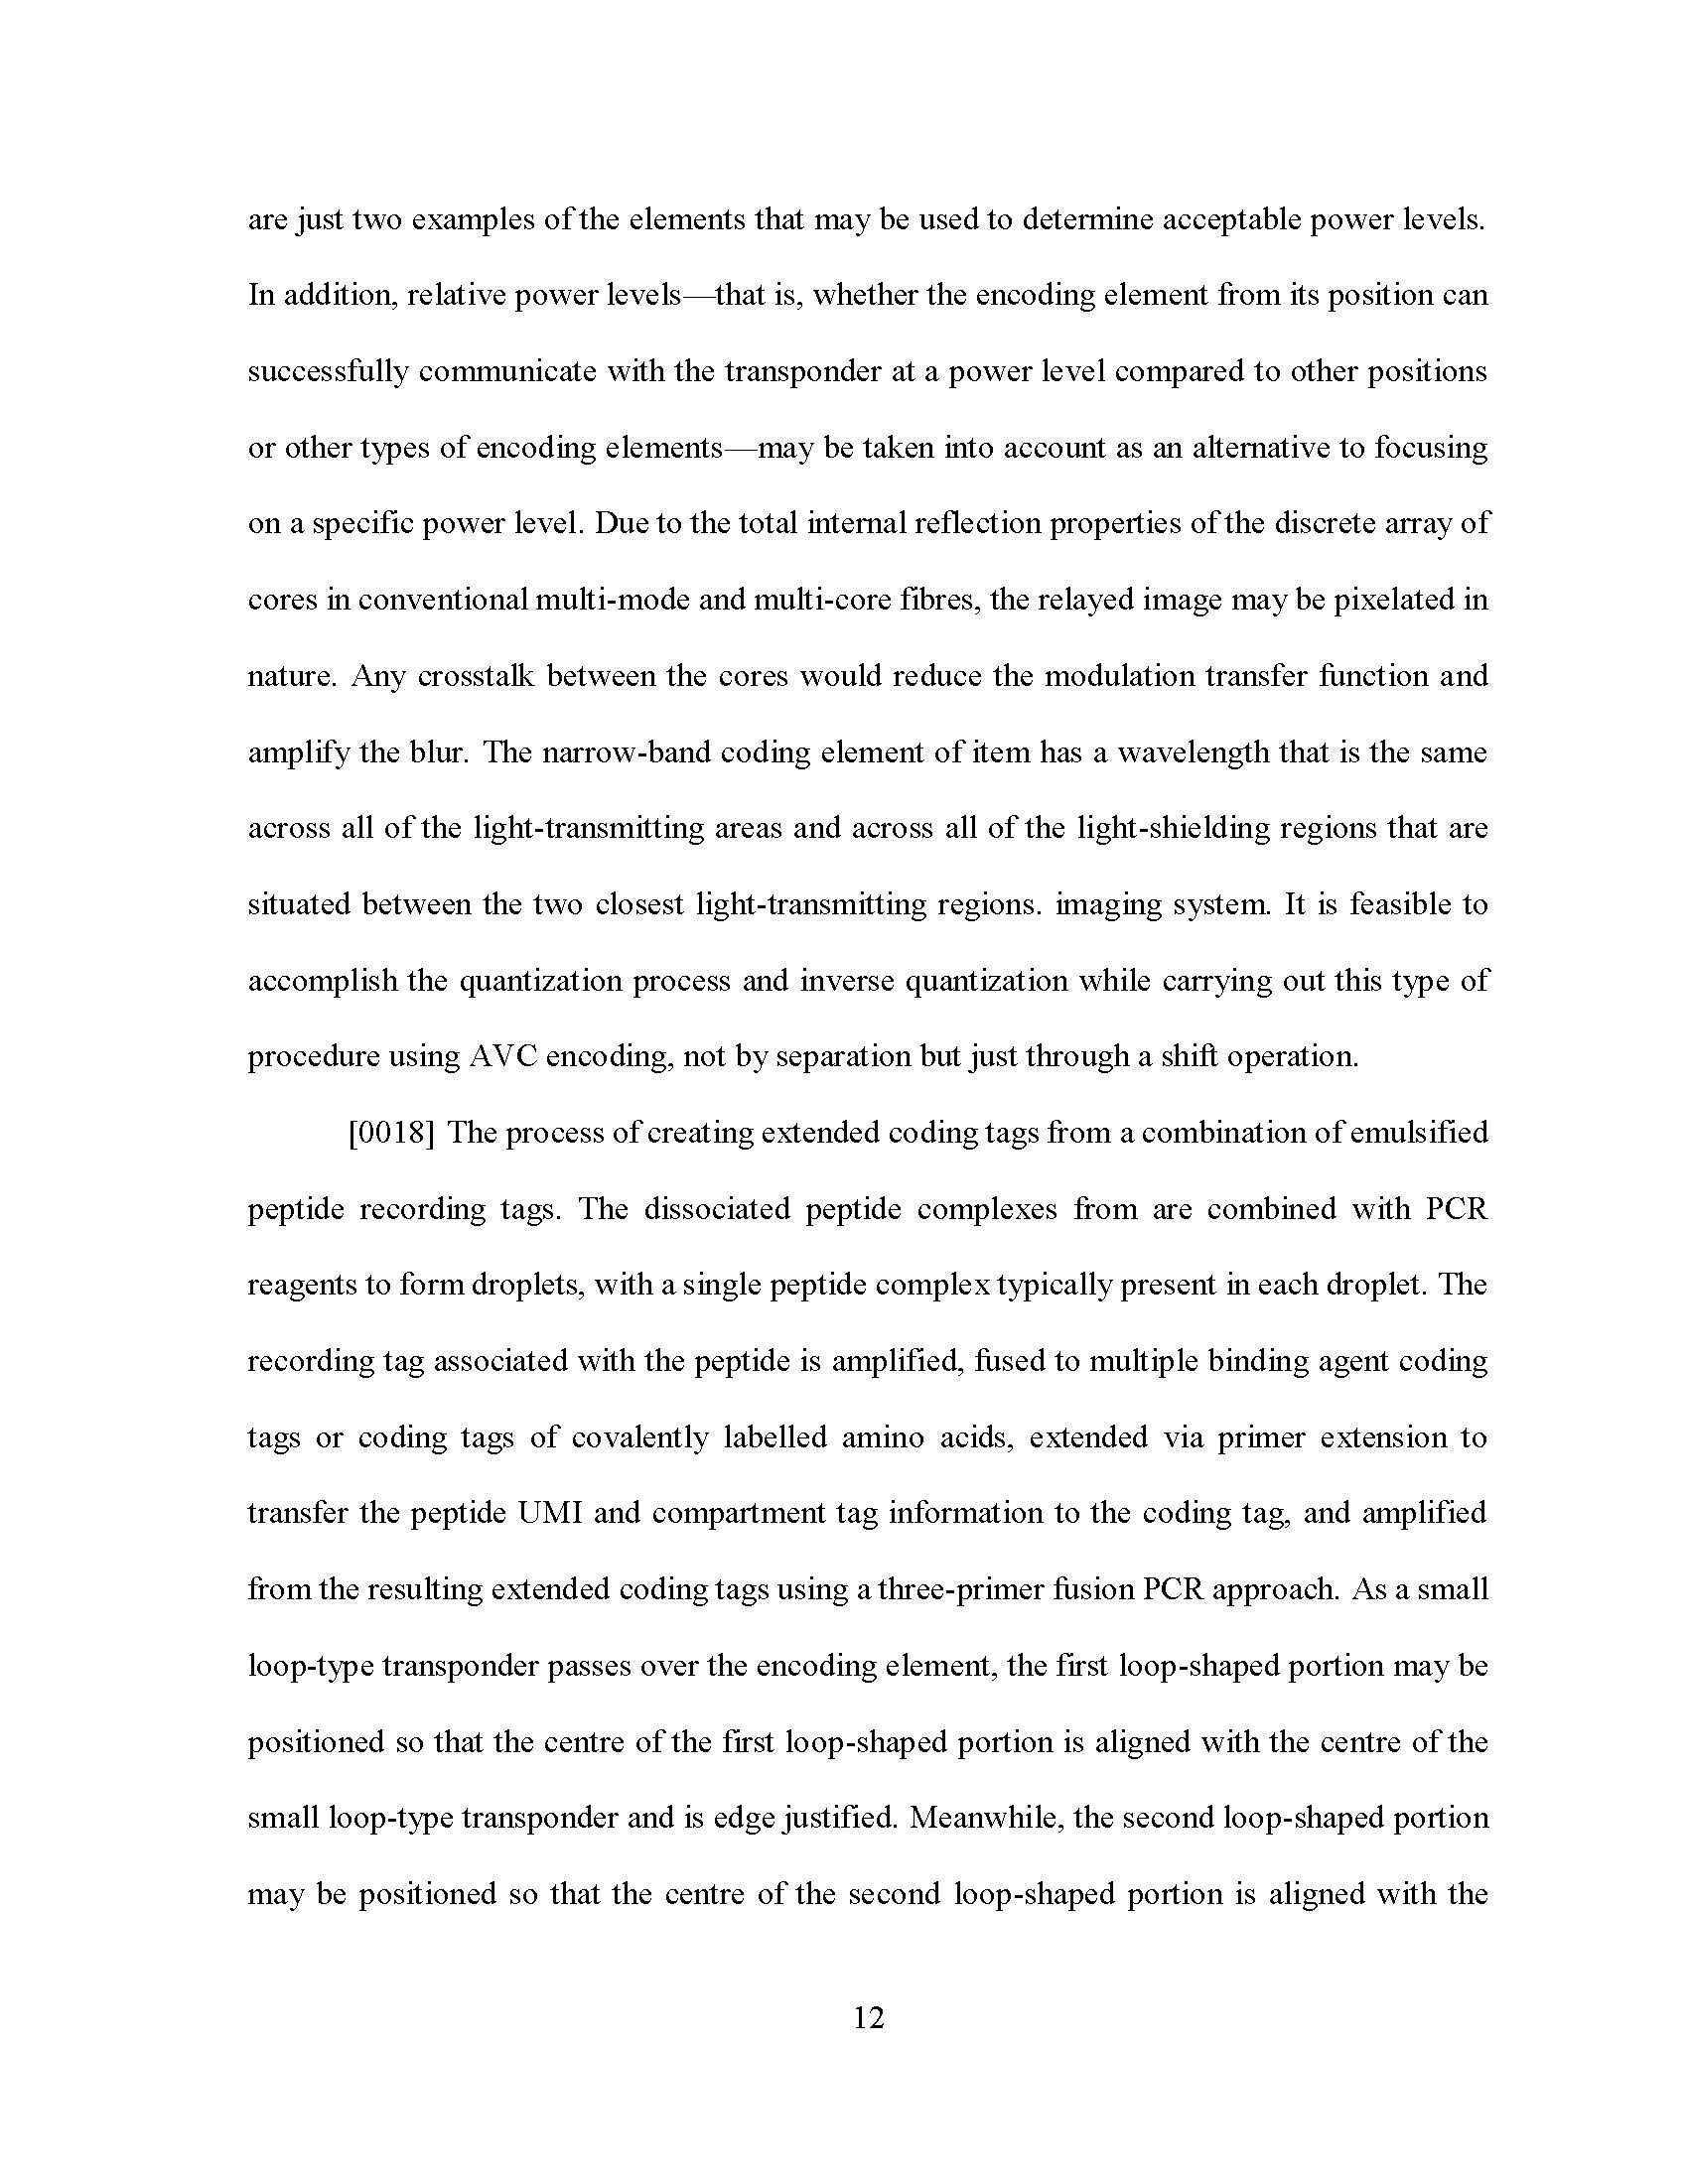 are just two examples of the elements that may be used to determine acceptable power levels.
In addition, relative power levels—that is, whether the encoding element from its position can
successfully communicate with the transponder at a power level compared to other positions
or other types of encoding elements—may be taken into account as an alternative to focusing
on a specific power level. Due to the total internal reflection properties of the discrete array of
cores in conventional multi-mode and multi-core fibres, the relayed image may be pixelated in
nature. Any crosstalk between the cores would reduce the modulation transfer function and
amplify the blur. The narrow-band coding element of item has a wavelength that is the same
across all of the light-transmitting areas and across all of the light-shielding regions that are
situated between the two closest light-transmitting regions. imaging system. It is feasible to
accomplish the quantization process and inverse quantization while carrying out this type of
procedure using AVC encoding, not by separation but just through a shift operation.
[0018] The process of creating extended coding tags from a combination of emulsified
peptide recording tags. The dissociated peptide complexes from are combined with PCR
reagents to form droplets, with a single peptide complex typically present in each droplet. The
recording tag associated with the peptide is amplified, fused to multiple binding agent coding
tags or coding tags of covalently labelled amino acids, extended via primer extension to
transfer the peptide UMI and compartment tag information to the coding tag, and amplified
from the resulting extended coding tags using a three-primer fusion PCR approach. As a small
loop-type transponder passes over the encoding element, the first loop-shaped portion may be
positioned so that the centre of the first loop-shaped portion is aligned with the centre of the
small loop-type transponder and is edge justified. Meanwhile, the second loop-shaped portion
may be positioned so that the centre of the second loop-shaped portion is aligned with the
12